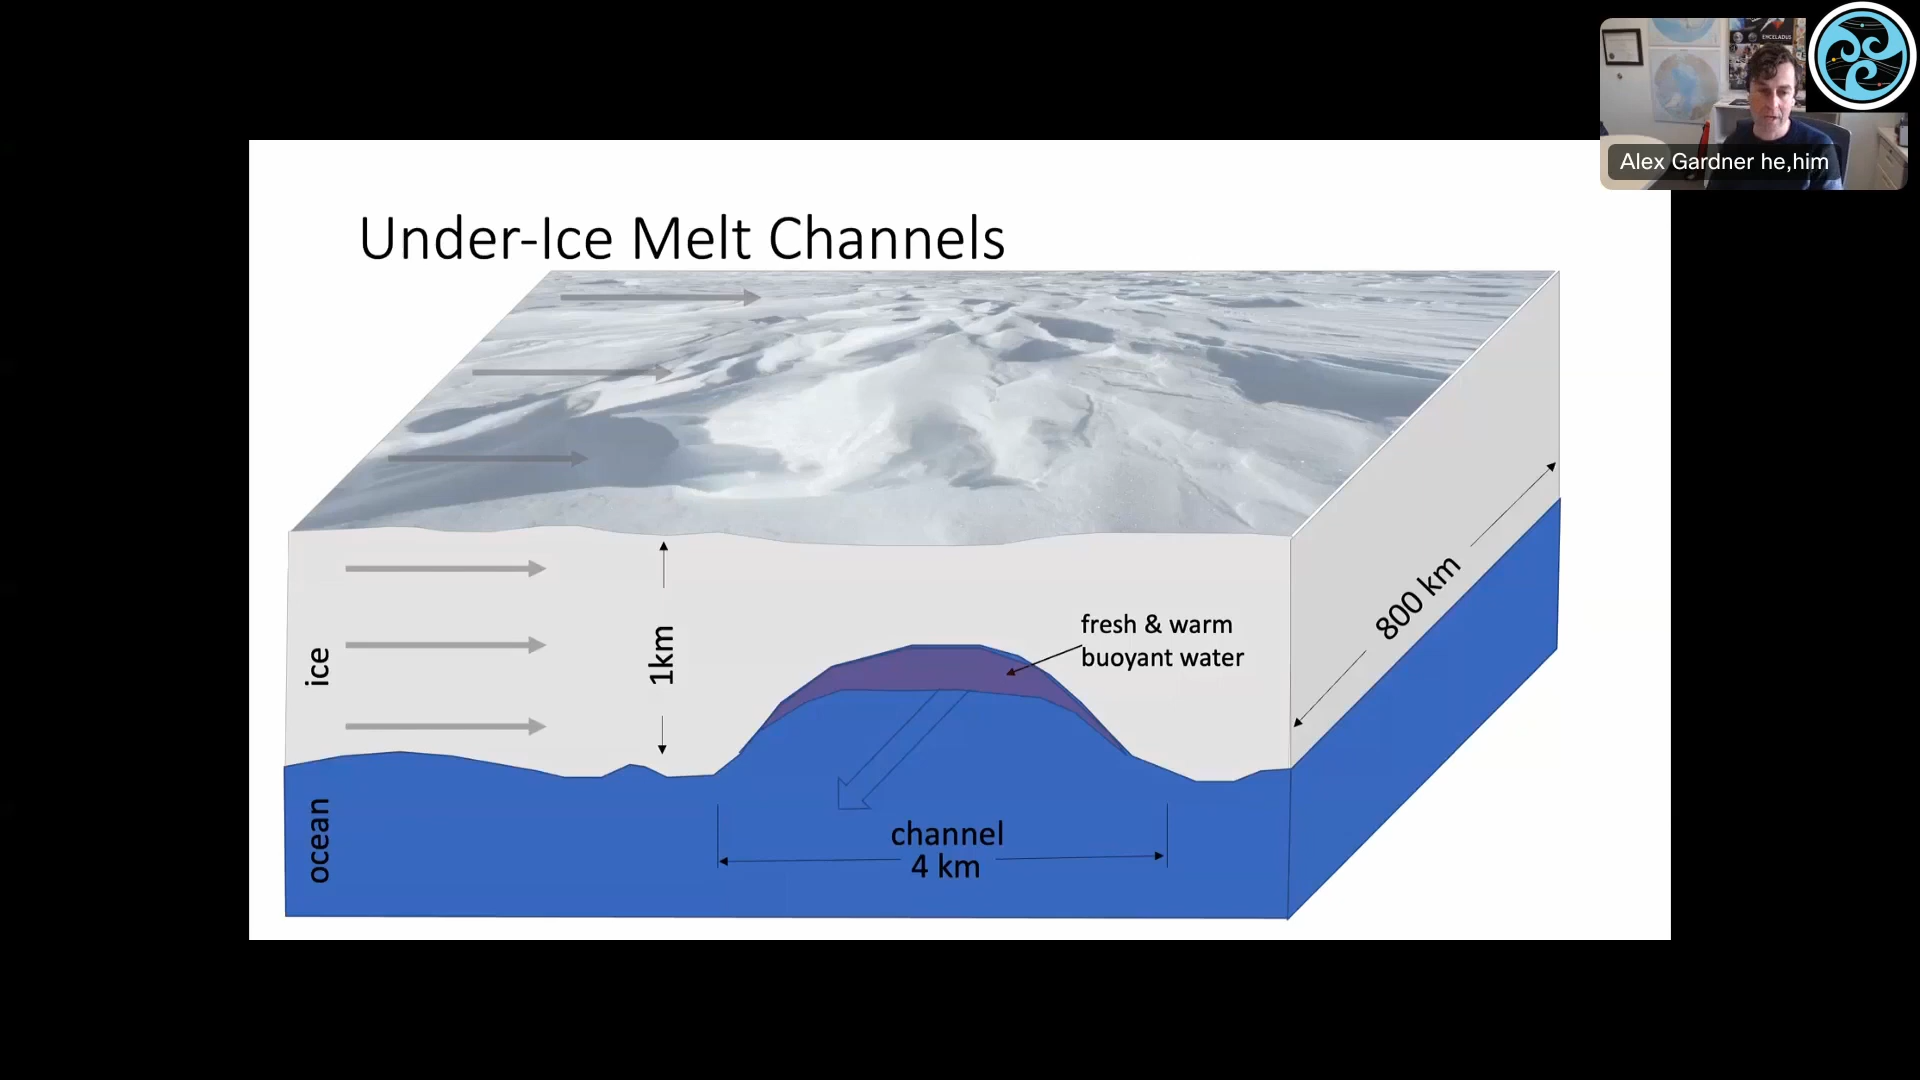 ENCELADUS
Alex Gardner he,him
Under-Ice Melt Channels
fresh & warm
buoyant water
800 km
1km
ice
ocean
channel
4 km